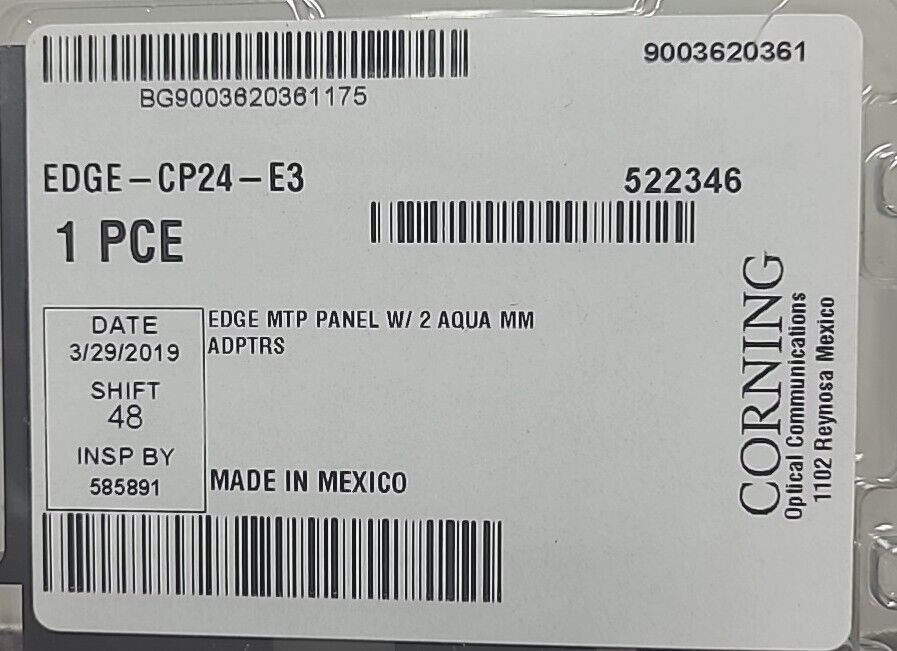 9003620361
BG9003620361175
EDGE-CP24-E3
522346
1 PCE
DATE
3/29/2019
SHIFT
48
INSP BY
585891
EDGE MTP PANEL W/ 2 AQUA MM
ADPTRS
MADE IN MEXICO
CORNING
Optical Communications
1102 Reynosa Mexico